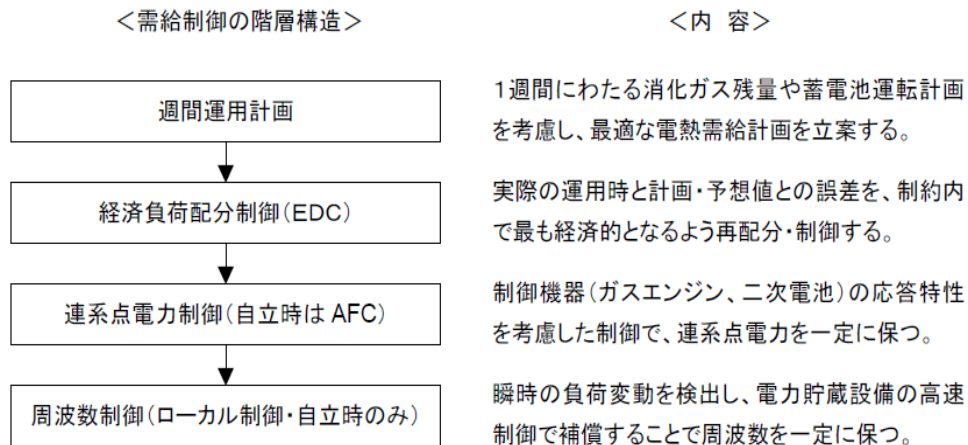 <需給制御の階層構造>
<内 容>
週間運用計画
1週間にわたる消化ガス残量や蓄電池運転計画
を考慮し、最適な電熱需給計画を立案する。
経済負荷配分制御(EDC)
実際の運用時と計画・予想値との誤差を、制約内
で最も経済的となるよう再配分・制御する。
連系点電力制御(自立時は AFC)
制御機器(ガスエンジン、二次電池)の応答特性
を考慮した制御で、連系点電力を一定に保つ。
周波数制御(ローカル制御・自立時のみ)
瞬時の負荷変動を検出し、電力貯蔵設備の高速
制御で補償することで周波数を一定に保つ。